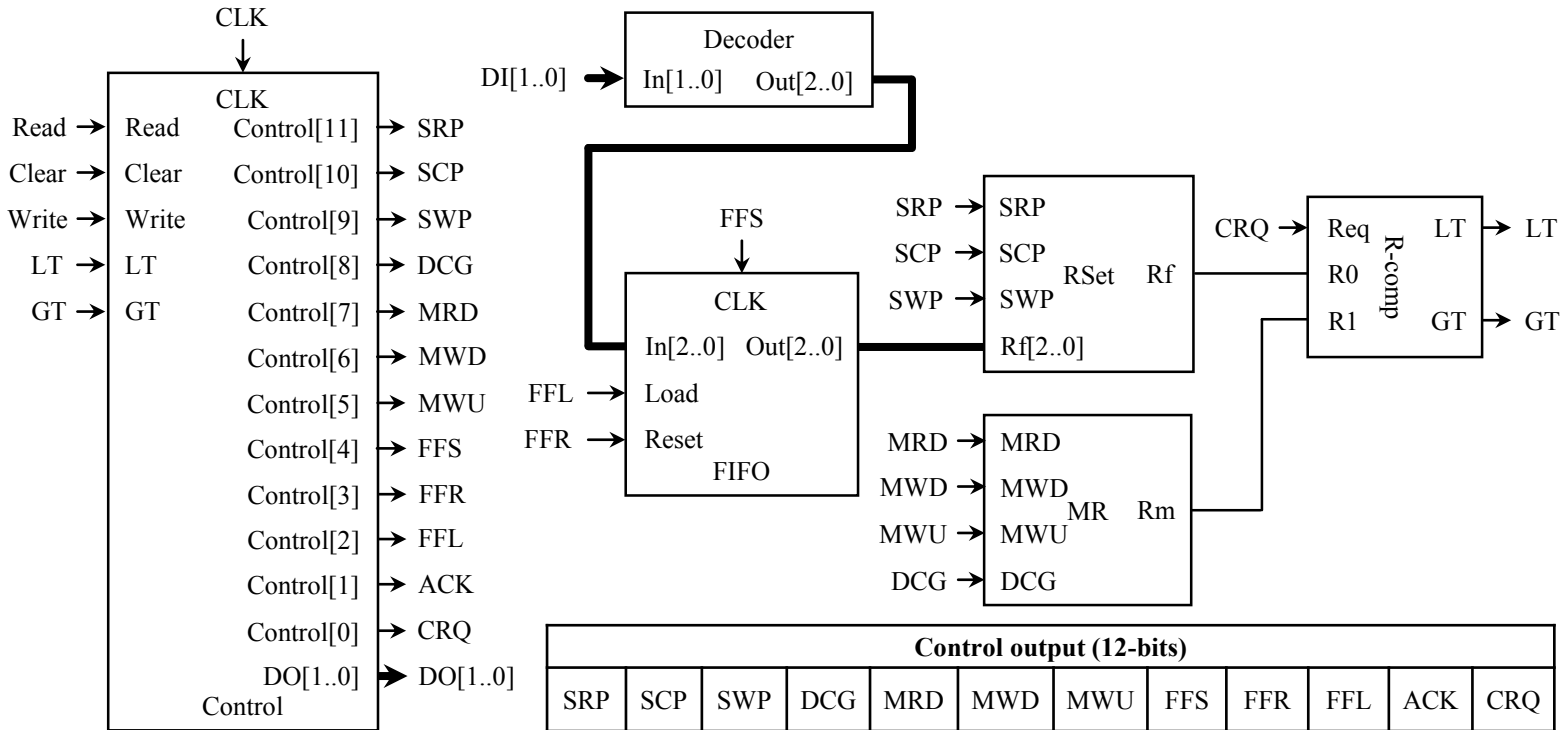 CLK
CLK
Read Read Control[11] SRP
Clear Clear Control[10] SCP
Write Write Control[9] SWP
LT LT Control[8] DCG
GT GT Control[7] MRD
Control[6] MWD
Control[5] MWU
Control[4] FFS
Control[3] FFR
Control[2] FFL
Control[1] ACK
Control[0] CRQ
DO[1..0] DO[1..0]
Control
Decoder
DI[1..0] In[1..0] Out[2..0]
FFS
CLK
In[2..0] Out[2..0]
FFL Load
FFR Reset
FIFO
SRP SRP
SCP SCP
RSet Rf
SWP SWP
Rf[2..0]
MRD MRD
MWD MWD
MR Rm
MWU MWU
DCG DCG
CRQ Req LT LT
R0
R1 GT GT
R-comp
Control output (12-bits)
SRP SCP SWP DCG MRD MWD MWU FFS FFR FFL ACK CRQ